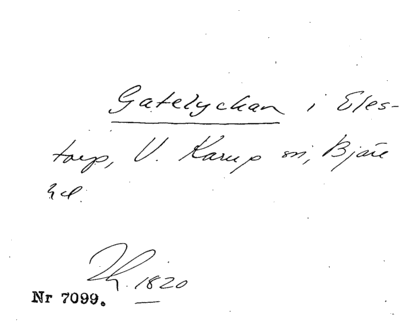 Gatelyckan i Eles-
torp, V. Karup sn, Bjäre
hd.
1820
Nr 7099.